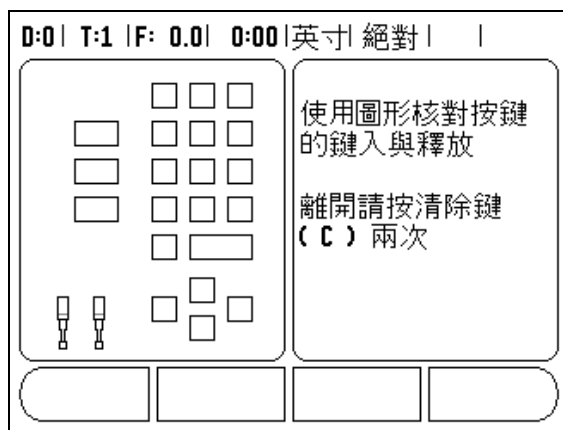 D:0| T:1 |F: 0.0| 0:00 |英寸| 絕對 | |
使用圖形核對按鍵
的鍵入與釋放
離開請按清除鍵
( C ) 兩次